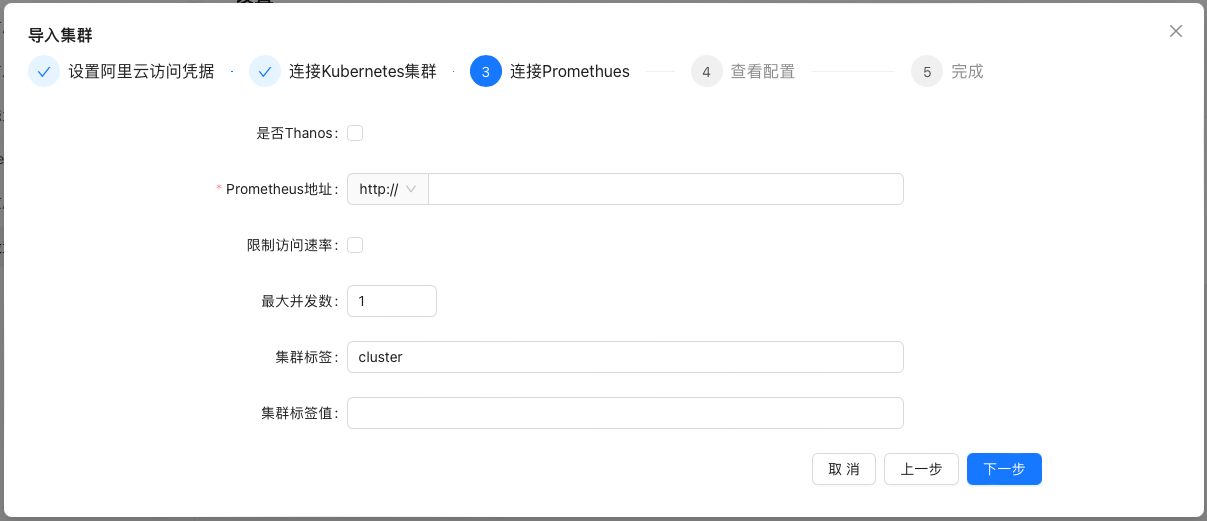 导入集群
设置阿里云访问凭据
连接Kubernetes集群
3 连接Promethues
4 查看配置
5 完成
是否Thanos:
* Prometheus地址: http://
限制访问速率:
最大并发数: 1
集群标签: cluster
集群标签值:
取 消 上一步 下一步